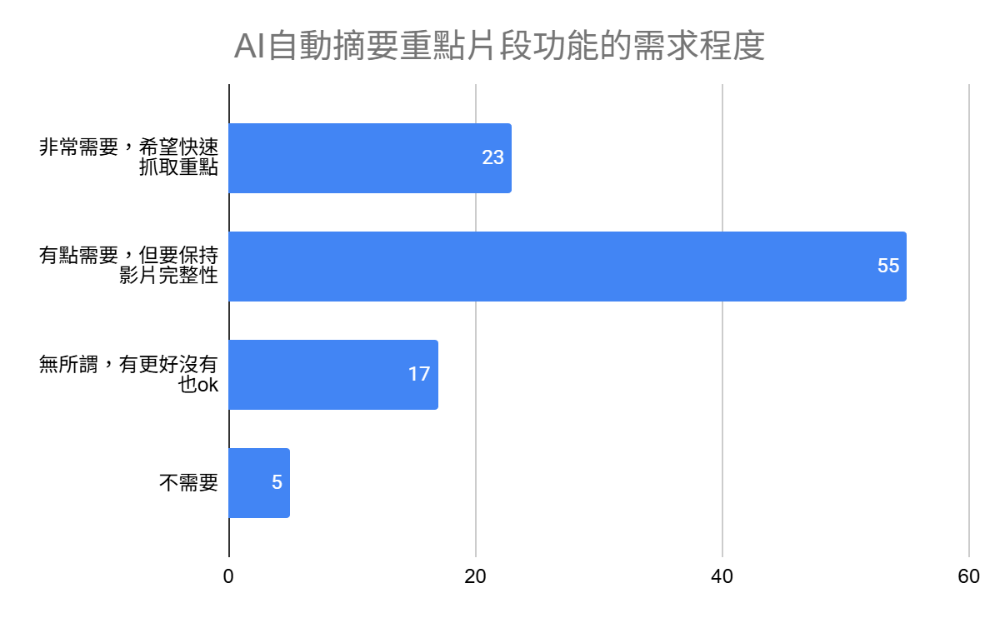 AI自動摘要重點片段功能的需求程度
非常需要，希望快速
抓取重點
23
有點需要，但要保持
影片完整性
55
無所謂，有更好沒有
也ok
17
不需要
5
0
20
40
60